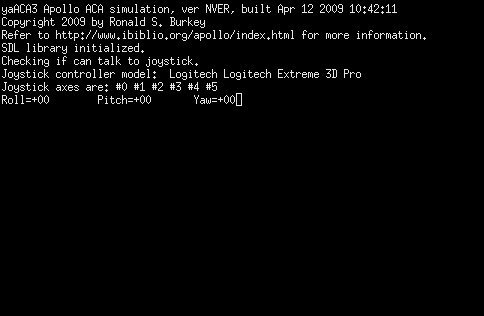 yaACA3 Apollo ACA simulation, ver NVER, built Apr 12 2009 10:42:11
Copyright 2009 by Ronald S. Burkey
Refer to http://www.ibiblio.org/apollo/index.html for more information.
SDL library initialized.
Checking if can talk to joystick.
Joystick controller model:  Logitech Logitech Extreme 3D Pro
Joystick axes are: #0 #1 #2 #3 #4 #5
Roll=+00        Pitch=+00       Yaw=+00